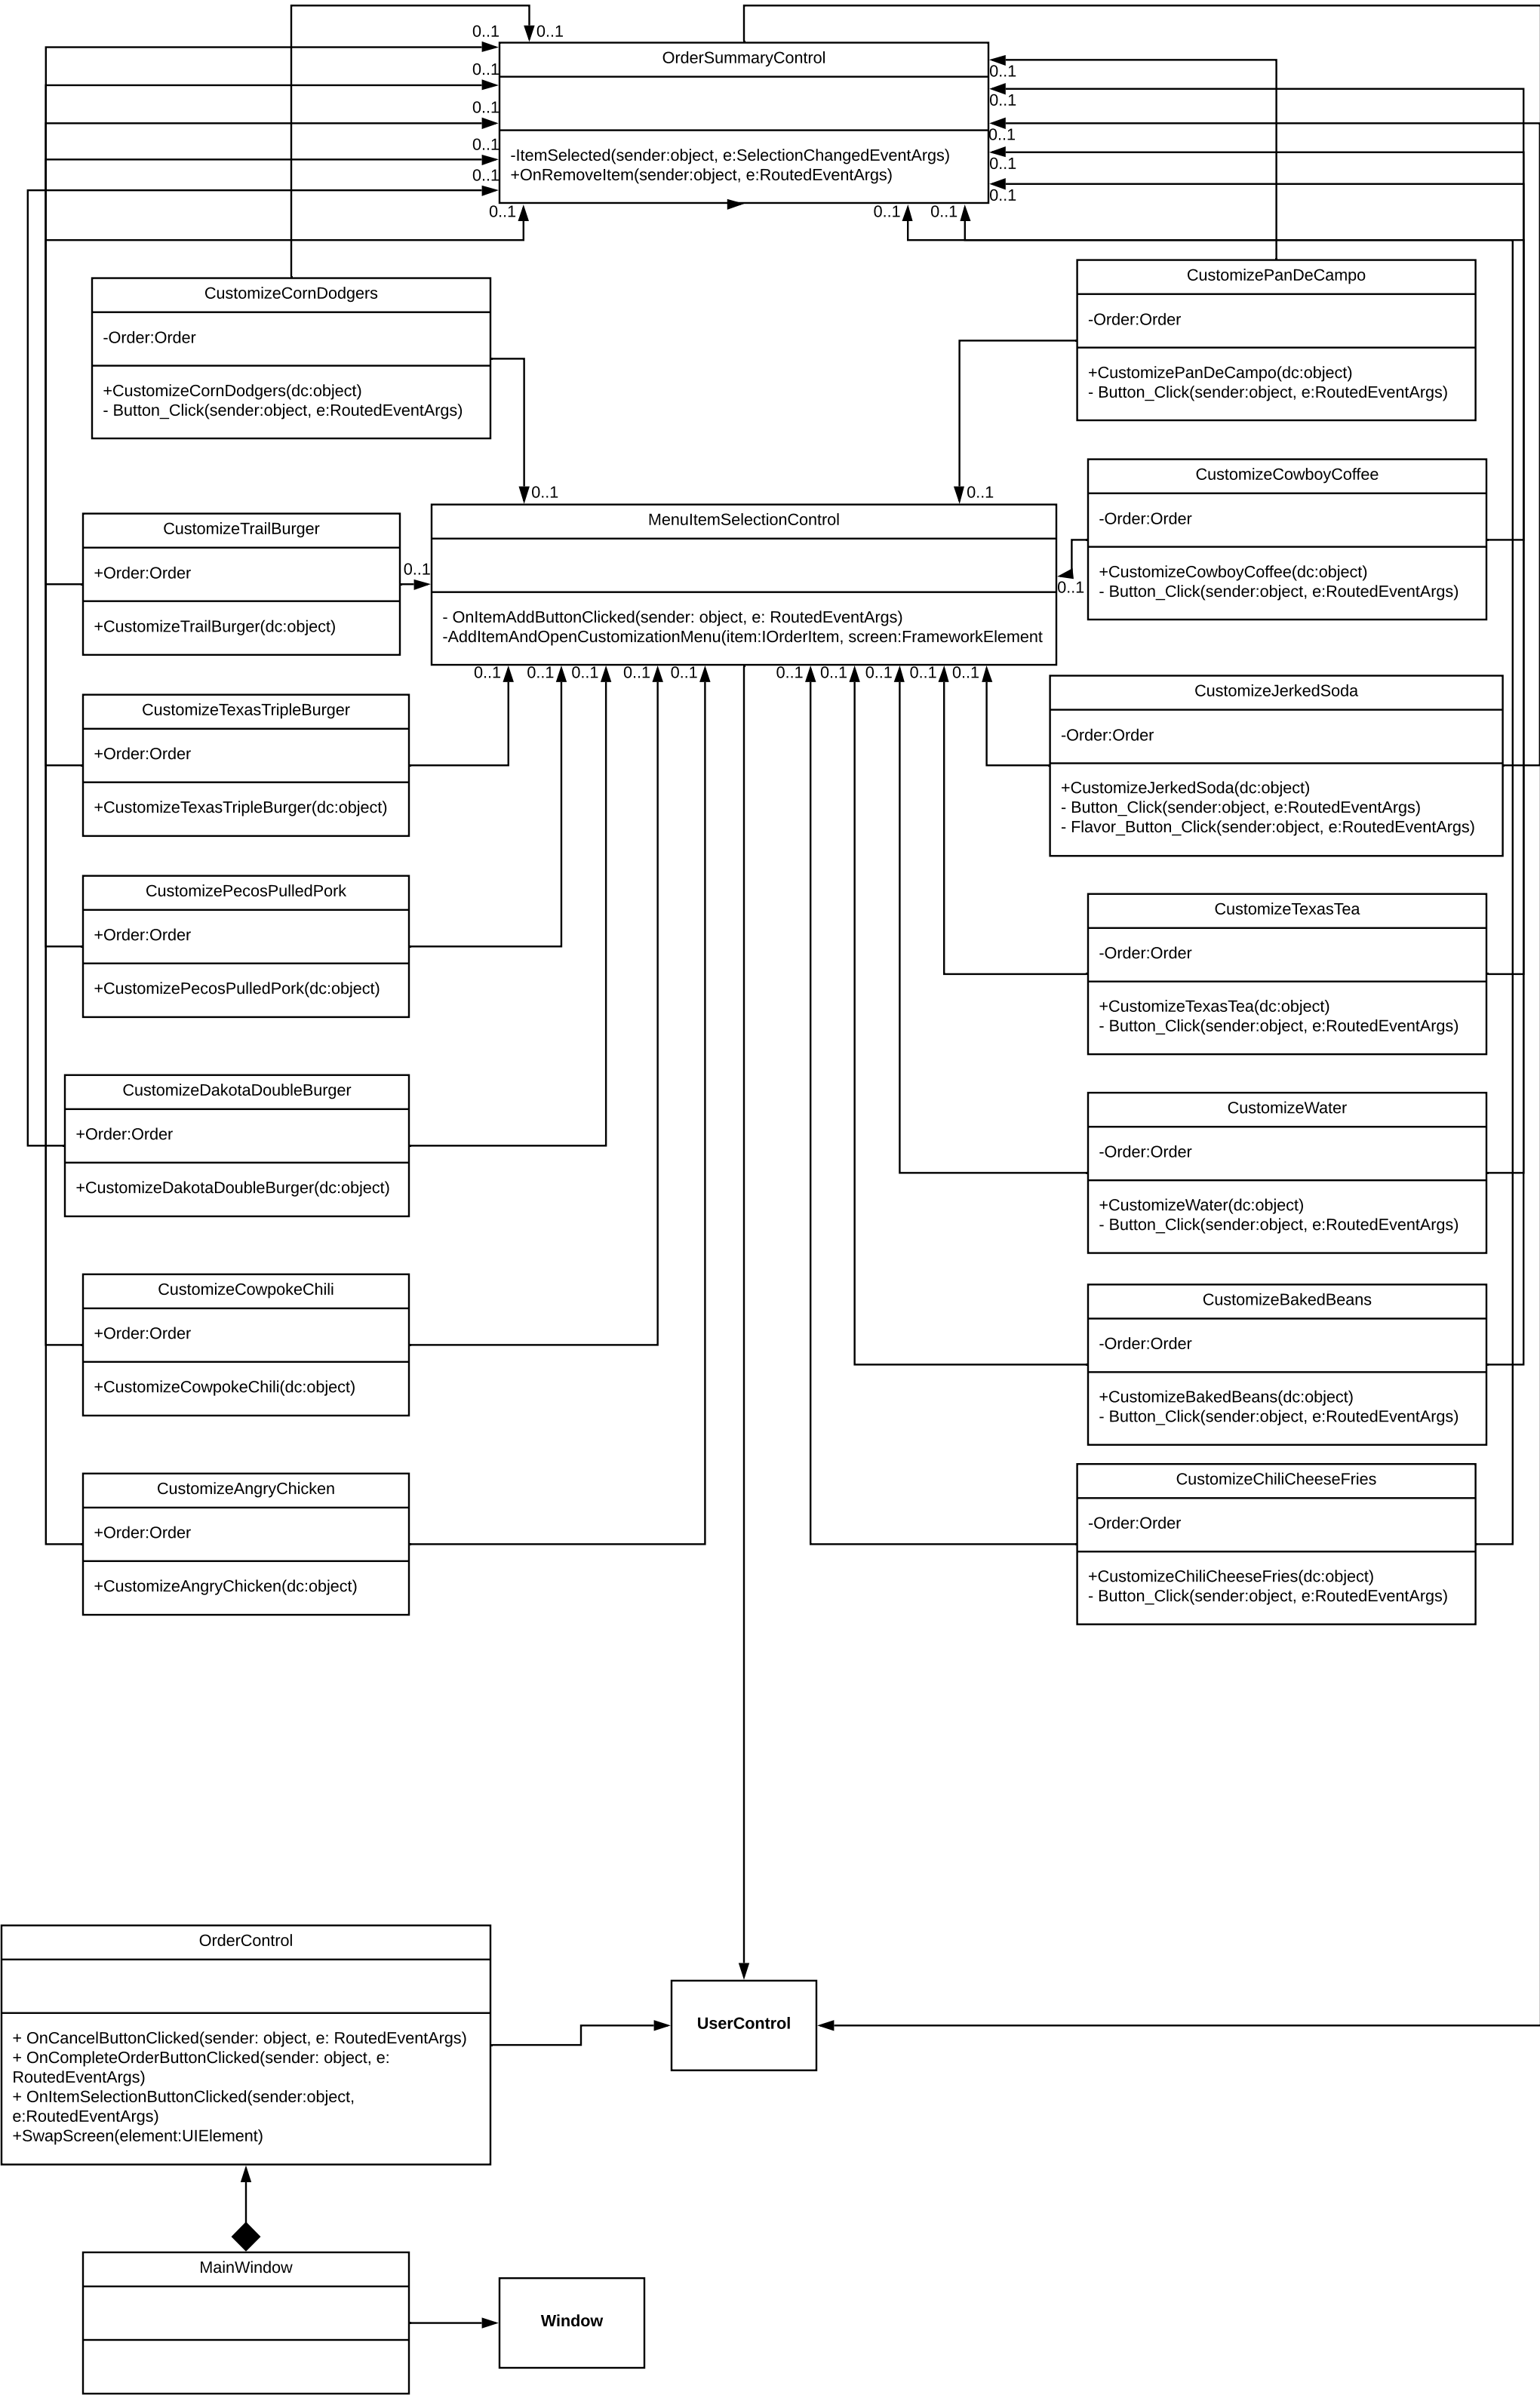 0..1
0..1
OrderSummaryControl
0..1
0..1
0..1
0..1
0..1
0..1
-ItemSelected(sender:object, e:SelectionChangedEventArgs)
0..1
0..1
+OnRemoveItem(sender:object, e:RoutedEventArgs)
0..1
0..1
0..1
0..1
0..1
CustomizeCornDodgers
-Order:Order
+CustomizeCornDodgers(dc:object)
- Button_Click(sender:object, e:RoutedEventArgs)
CustomizePanDeCampo
-Order:Order
+CustomizePanDeCampo(dc:object)
- Button_Click(sender:object, e:RoutedEventArgs)
0..1
0..1
CustomizeCowboyCoffee
-Order:Order
+CustomizeCowboyCoffee(dc:object)
- Button_Click(sender:object, e:RoutedEventArgs)
CustomizeTrailBurger
+Order:Order
+CustomizeTrailBurger(dc:object)
0..1
MenuItemSelectionControl
- OnItemAddButtonClicked(sender: object, e: RoutedEventArgs)
-AddItemAndOpenCustomizationMenu(item:IOrderItem, screen:FrameworkElement
0..1
0..1
0..1
0..1
0..1
0..1
0..1
0..1
0..1
0..1
0..1
CustomizeTexasTripleBurger
+Order:Order
+CustomizeTexasTripleBurger(dc:object)
CustomizeJerkedSoda
-Order:Order
+CustomizeJerkedSoda(dc:object)
- Button_Click(sender:object, e:RoutedEventArgs)
- Flavor_Button_Click(sender:object, e:RoutedEventArgs)
CustomizePecosPulledPork
+Order:Order
+CustomizePecosPulledPork(dc:object)
CustomizeTexasTea
-Order:Order
+CustomizeTexasTea(dc:object)
- Button_Click(sender:object, e:RoutedEventArgs)
CustomizeDakotaDoubleBurger
+Order:Order
+CustomizeDakotaDoubleBurger(dc:object)
CustomizeWater
-Order:Order
+CustomizeWater(dc:object)
- Button_Click(sender:object, e:RoutedEventArgs)
CustomizeCowpokeChili
+Order:Order
+CustomizeCowpokeChili(dc:object)
CustomizeBakedBeans
-Order:Order
+CustomizeBakedBeans(dc:object)
- Button_Click(sender:object, e:RoutedEventArgs)
CustomizeAngryChicken
+Order:Order
+CustomizeAngryChicken(dc:object)
CustomizeChiliCheeseFries
-Order:Order
+CustomizeChiliCheeseFries(dc:object)
- Button_Click(sender:object, e:RoutedEventArgs)
OrderControl
+ OnCancelButtonClicked(sender: object, e: RoutedEventArgs)
+ OnCompleteOrderButtonClicked(sender: object, e:
RoutedEventArgs)
+ OnItemSelectionButtonClicked(sender:object,
e:RoutedEventArgs)
+SwapScreen(element:UIElement)
UserControl
MainWindow
Window